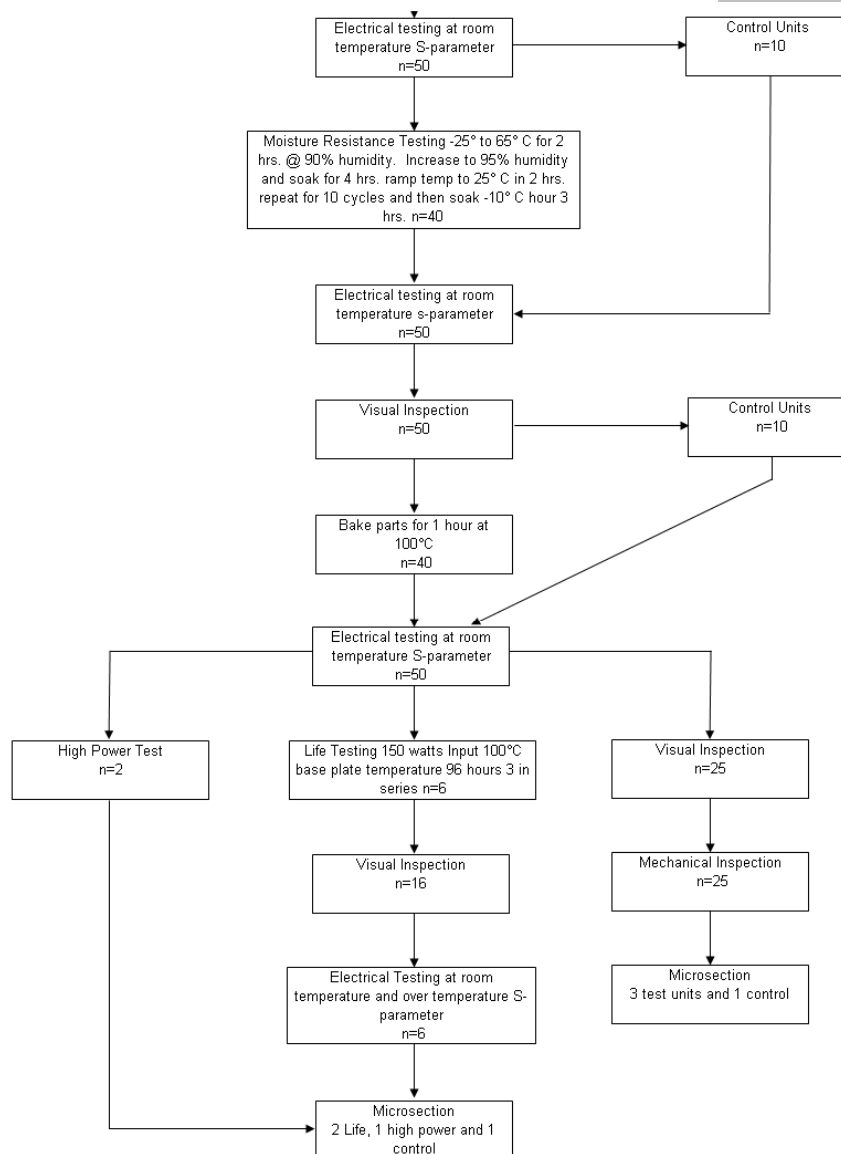 Electrical testing at room
temperature S-parameter
n=50
Control Units
n=10
Moisture Resistance Testing -25° to 65° C for 2
hrs. @ 90% humidity.  Increase to 95% humidity
and soak for 4 hrs. ramp temp to 25° C in 2 hrs.
repeat for 10 cycles and then soak -10° C hour 3
hrs. n=40
Electrical testing at room
temperature s-parameter
n=50
Visual Inspection
n=50
Control Units
n=10
Bake parts for 1 hour at
100°C
n=40
Electrical testing at room
temperature S-parameter
n=50
High Power Test
n=2
Life Testing 150 watts Input 100°C
base plate temperature 96 hours 3 in
series n=6
Visual Inspection
n=25
Visual Inspection
n=16
Mechanical Inspection
n=25
Electrical Testing at room
temperature and over temperature S-
parameter
n=6
Microsection
3 test units and 1 control
Microsection
2 Life, 1 high power and 1
control